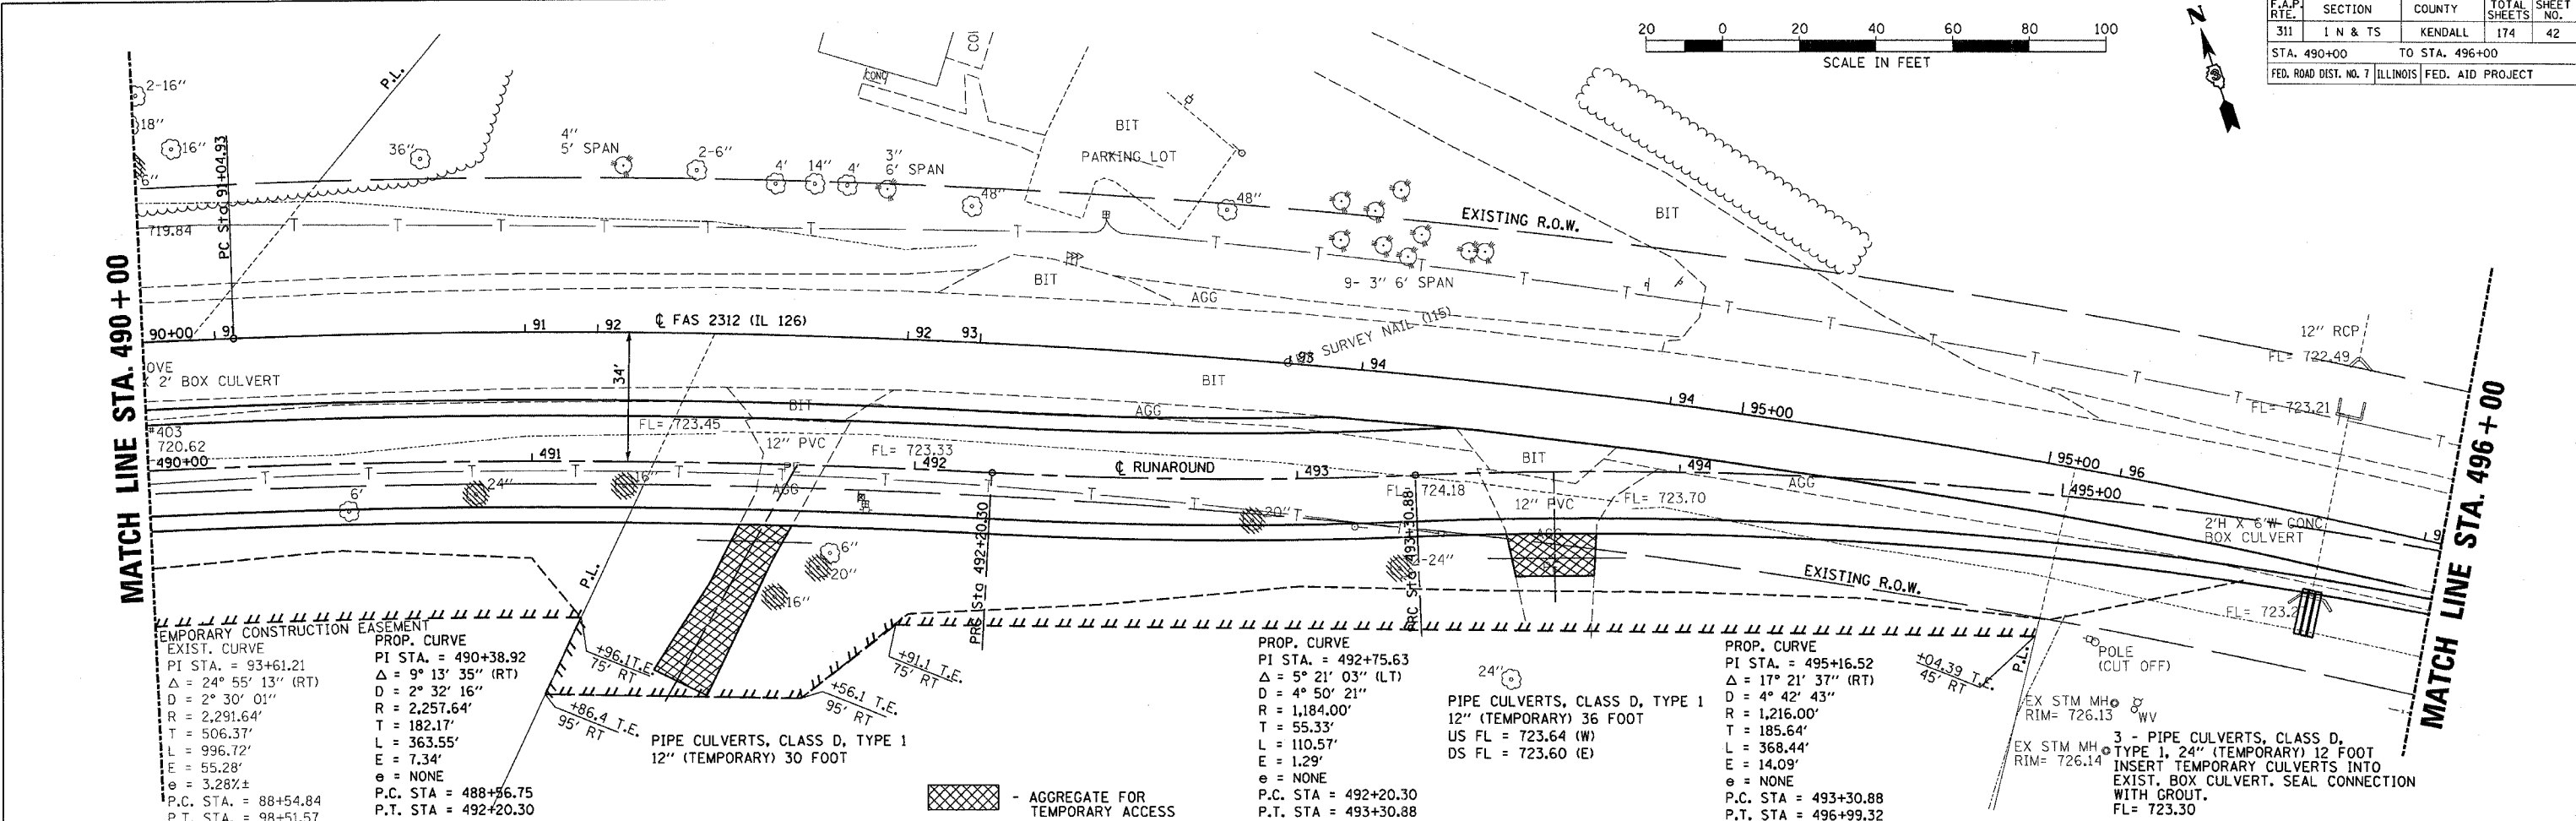 F.A.P. RTE. SECTION COUNTY TOTAL SHEETS SHEET NO.
311 1 N & TS KENDALL 174 42
STA. 490+00 TO STA. 496+00
FED. ROAD DIST. NO. 7 ILLINOIS FED. AID PROJECT
20 0 20 40 60 80 100
SCALE IN FEET
N
MATCH LINE STA. 490+00
2-16"
18"
16"
6"
P.L.
36"
4"
5' SPAN
2-6"
4'
14"
4'
3"
6' SPAN
48"
CONC
BIT
PARKING LOT
48"
EXISTING R.O.W.
BIT
9- 3" 6' SPAN
719.84
PC Sta 91+04.93
BIT
AGG
90+00
91
91
92
℄ FAS 2312 (IL 126)
92
93
93
SURVEY NAIL (115)
94
94
95+00
95+00
96
12" RCP
FL= 722.49
FL= 723.21
OVE
X 2' BOX CULVERT
34'
BIT
BIT
AGG
#403
720.62
490+00
491
FL= 723.45
12" PVC
FL= 723.33
492
℄ RUNAROUND
493
BIT
494
AGG
495+00
PE
AGG
24"
16"
6'
20"
FL= 724.18
12" PVC
FL= 723.70
AGG
2'H X 6'W CONC
BOX CULVERT
6"
20"
16"
PRC Sta 492+20.30
PRC Sta 493+30.88
2-24"
EXISTING R.O.W.
FL= 723.2
MATCH LINE STA. 496+00
P.L.
P.L.
EMPORARY CONSTRUCTION EASEMENT
EXIST. CURVE
PI STA. = 93+61.21
Δ = 24° 55' 13" (RT)
D = 2° 30' 01"
R = 2,291.64'
T = 506.37'
L = 996.72'
E = 55.28'
e = 3.28%±
P.C. STA. = 88+54.84
P.T. STA. = 98+51.57
PROP. CURVE
PI STA. = 490+38.92
Δ = 9° 13' 35" (RT)
D = 2° 32' 16"
R = 2,257.64'
T = 182.17'
L = 363.55'
E = 7.34'
e = NONE
P.C. STA = 488+56.75
P.T. STA = 492+20.30
+96.1 T.E.
75' RT
+86.4 T.E.
95' RT
+56.1 T.E.
95' RT
+91.1 T.E.
75' RT
PIPE CULVERTS, CLASS D, TYPE 1
12" (TEMPORARY) 30 FOOT
- AGGREGATE FOR
TEMPORARY ACCESS
PROP. CURVE
PI STA. = 492+75.63
Δ = 5° 21' 03" (LT)
D = 4° 50' 21"
R = 1,184.00'
T = 55.33'
L = 110.57'
E = 1.29'
e = NONE
P.C. STA = 492+20.30
P.T. STA = 493+30.88
24"
PIPE CULVERTS, CLASS D, TYPE 1
12" (TEMPORARY) 36 FOOT
US FL = 723.64 (W)
DS FL = 723.60 (E)
PROP. CURVE
PI STA. = 495+16.52
Δ = 17° 21' 37" (RT)
D = 4° 42' 43"
R = 1,216.00'
T = 185.64'
L = 368.44'
E = 14.09'
e = NONE
P.C. STA = 493+30.88
P.T. STA = 496+99.32
+04.39 T.E.
45' RT
POLE
(CUT OFF)
EX STM MH
RIM= 726.13
WV
EX STM MH
RIM= 726.14
3 - PIPE CULVERTS, CLASS D,
TYPE 1, 24" (TEMPORARY) 12 FOOT
INSERT TEMPORARY CULVERTS INTO
EXIST. BOX CULVERT. SEAL CONNECTION
WITH GROUT.
FL= 723.30